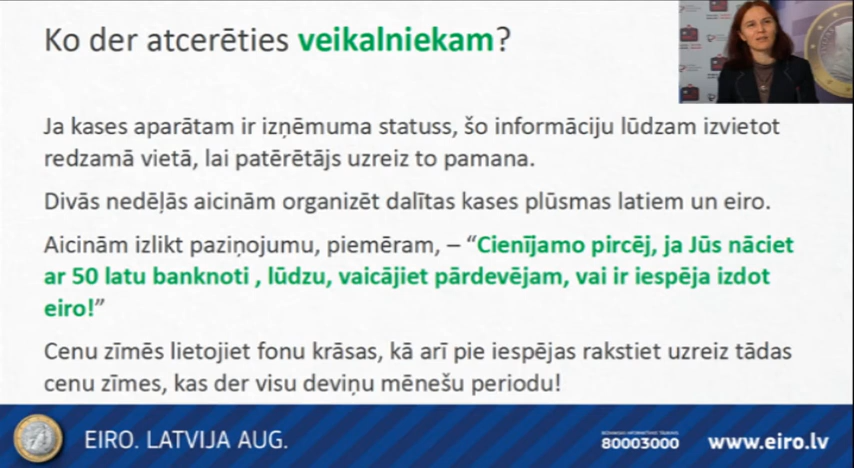 Ko der atcerēties veikalniekam?
Ja kases aparātam ir izņēmuma statuss, šo informāciju lūdzam izvietot
redzamā vietā, lai patērētājs uzreiz to pamana.
Divās nedēļās aicinām organizēt dalītas kases plūsmas latiem un eiro.
Aicinām izlikt paziņojumu, piemēram, – “Cienījamo pircēj, ja Jūs nāciet
ar 50 latu banknoti , lūdzu, vaicājiet pārdevējam, vai ir iespēja izdot
eiro!”
Cenu zīmēs lietojiet fonu krāsas, kā arī pie iespējas rakstiet uzreiz tādas
cenu zīmes, kas der visu deviņu mēnešu periodu!
EIRO. LATVIJA AUG.
80003000
www.eiro.lv